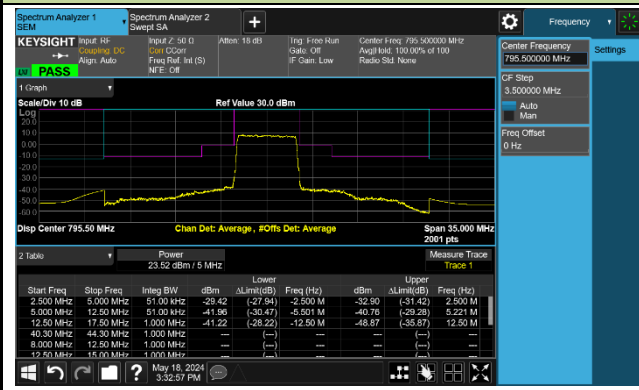 Spectrum Analyzer 1
SEM
Spectrum Analyzer 2
Swept SA
Frequency
KEYSIGHT
Input: RF
Coupling: DC
Align: Auto
Input Z: 50 Ω
Corr CCorr
Freq Ref: Int (S)
NFE: Off
Atten: 18 dB
Trig: Free Run
Gate: Off
IF Gain: Low
Center Freq: 795.500000 MHz
Avg|Hold: 100.00% of 100
Radio Std: None
LW PASS
Center Frequency
795.500000 MHz
Settings
CF Step
3.500000 MHz
Auto
Man
Freq Offset
0 Hz
1 Graph
Scale/Div 10 dB
Ref Value 30.0 dBm
Log
20.0
10.0
0.00
-10.0
-20.0
-30.0
-40.0
-50.0
-60.0
Disp Center 795.50 MHz
Chan Det: Average , #Offs Det: Average
Span 35.000 MHz
2001 pts
2 Table
Power
23.52 dBm / 5 MHz
Measure Trace
Trace 1
Lower Upper
Start Freq Stop Freq Integ BW dBm ΔLimit(dB) Freq (Hz) dBm ΔLimit(dB) Freq (Hz)
2.500 MHz 5.000 MHz 51.00 kHz -29.42 (-27.94) -2.500 M -32.90 (-31.42) 2.500 M
5.000 MHz 12.50 MHz 51.00 kHz -41.96 (-30.47) -5.501 M -40.76 (-29.28) 5.221 M
12.50 MHz 17.50 MHz 1.000 MHz -41.22 (-28.22) -12.50 M -48.87 (-35.87) 12.50 M
40.30 MHz 44.30 MHz 1.000 MHz --- (---) --- --- (---) ---
8.000 MHz 12.50 MHz 1.000 MHz --- (---) --- --- (---) ---
12.50 MHz 15.00 MHz 1.000 MHz --- (---) --- --- (---) ---
?
May 18, 2024
3:32:57 PM